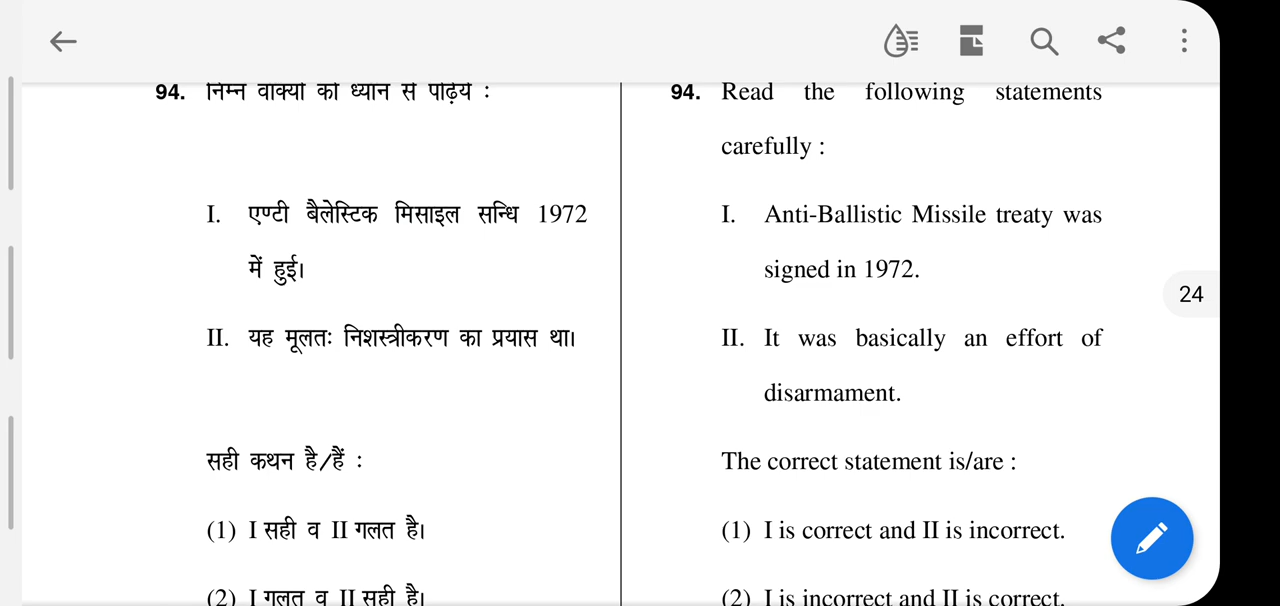 94. निम्न वाक्यों को ध्यान से पढ़िये :
I. एण्टी बैलेस्टिक मिसाइल सन्धि 1972
में हुई।
II. यह मूलतः निशस्त्रीकरण का प्रयास था।
सही कथन है/हैं :
(1) I सही व II गलत है।
(2) I गलत व II सही है।
94. Read the following statements
carefully :
I. Anti-Ballistic Missile treaty was
signed in 1972.
II. It was basically an effort of
disarmament.
The correct statement is/are :
(1) I is correct and II is incorrect.
(2) I is incorrect and II is correct.
24